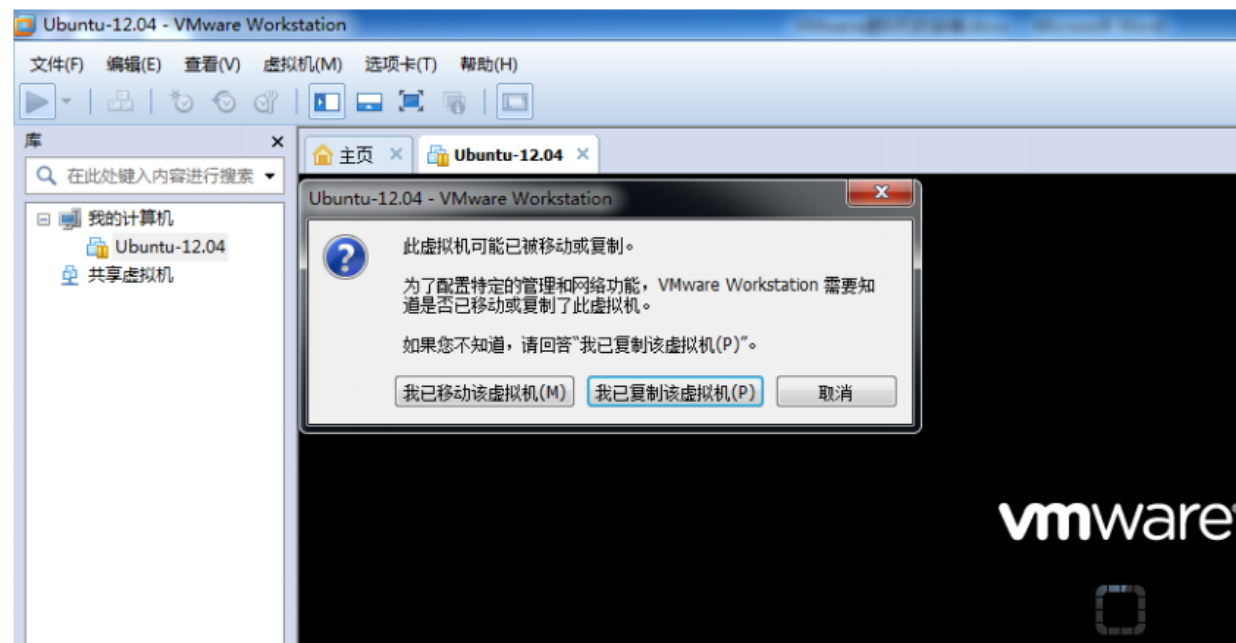 Ubuntu-12.04 - VMware Workstation
文件(F) 编辑(E) 查看(V) 虚拟机(M) 选项卡(T) 帮助(H)
库
主页
Ubuntu-12.04
在此处键入内容进行搜索
我的计算机
Ubuntu-12.04
共享虚拟机
Ubuntu-12.04 - VMware Workstation
此虚拟机可能已被移动或复制。
为了配置特定的管理和网络功能，VMware Workstation 需要知
道是否已移动或复制了此虚拟机。
如果您不知道，请回答“我已复制该虚拟机(P)”。
我已移动该虚拟机(M) 我已复制该虚拟机(P) 取消
vmware